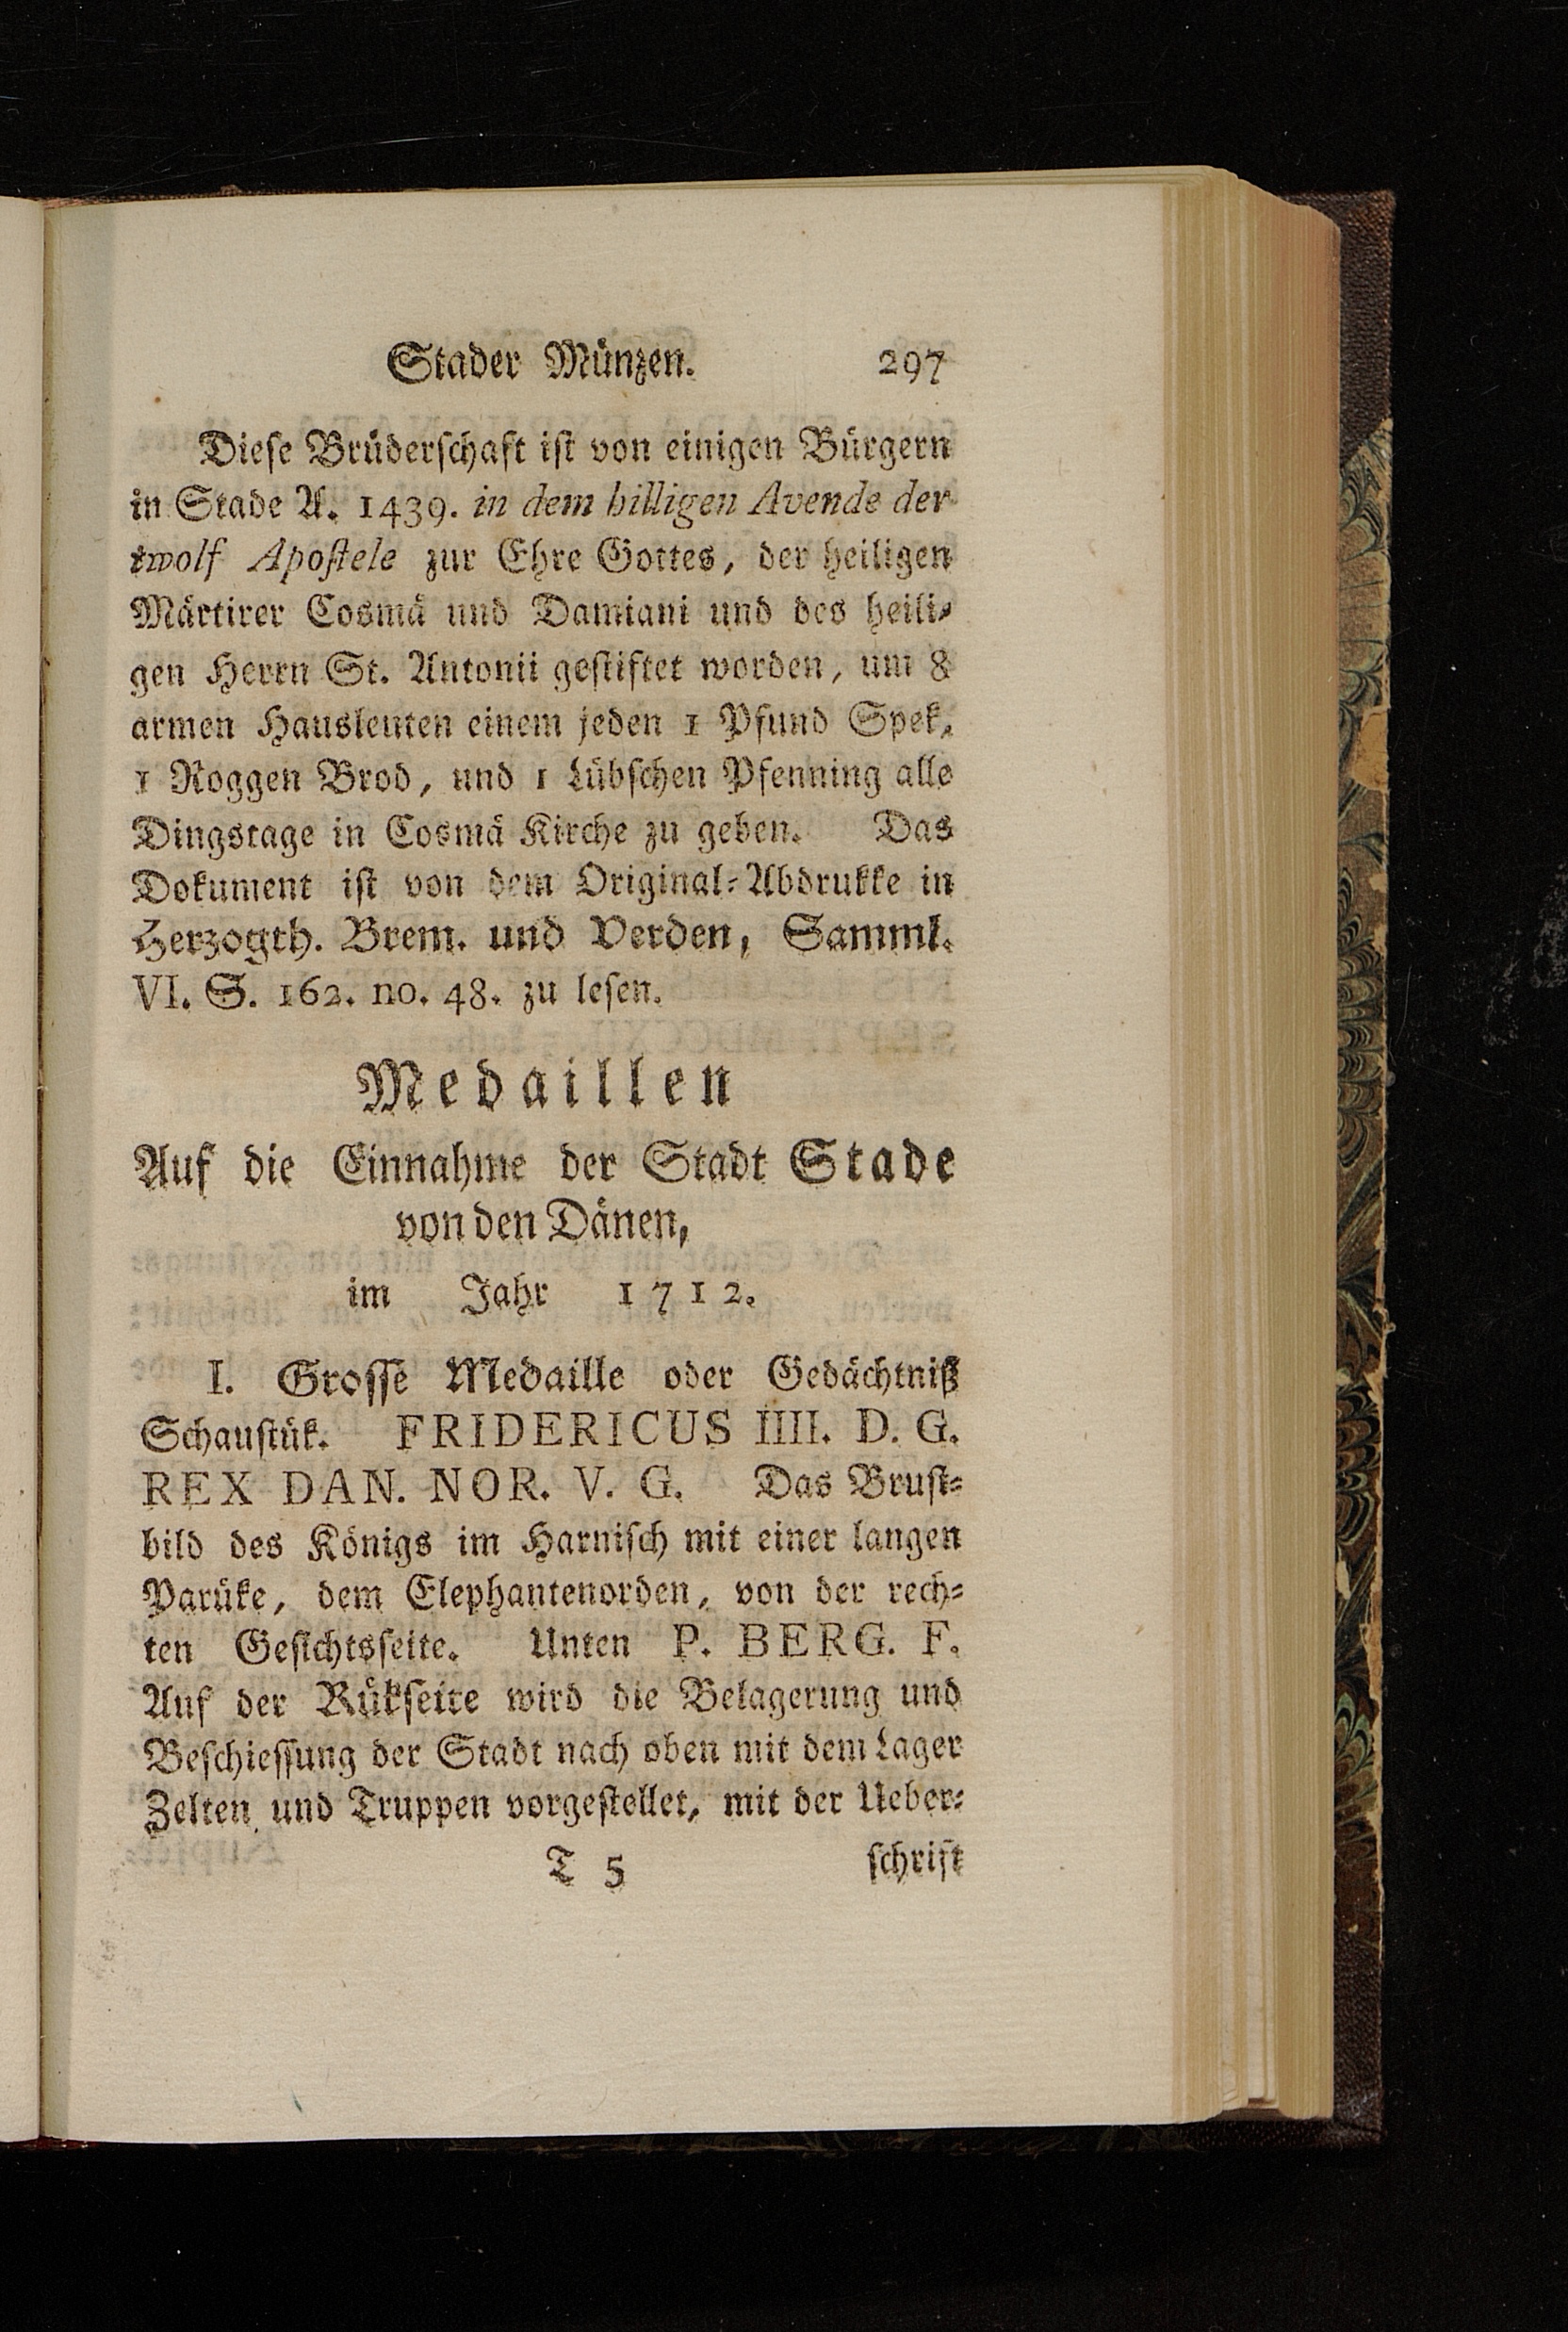 Stader Münzen. 297
Dieſe Brüderſchaft iſt von einigen Bürgern
in Stade A. 1439. in dem hilligen Avende der
twolf Apoſtele zur Ehre Gottes, der heiligen
Märtirer Cosmä und Damiani und des heili-
gen Herrn St. Antonii geſtiftet worden, um 8
armen Hausleuten einem jeden 1 Pfund Spek,
1 Roggen Brod, und 1 Lübſchen Pfenning alle
Dingstage in Cosmä Kirche zu geben. Das
Dokument iſt von dem Original-Abdrukke in
Herzogth. Brem. und Verden, Samml.
VI. S. 162. no. 48. zu leſen.
Medaillen
Auf die Einnahme der Stadt Stade
von den Dänen,
im Jahr 1712.
I. Groſſe Medaille oder Gedächtniß
Schauſtük. FRIDERICUS IIII. D. G.
REX DAN. NOR. V. G. Das Bruſt-
bild des Königs im Harniſch mit einer langen
Parüke, dem Elephantenorden, von der rech-
ten Geſichtsſeite. Unten P. BERG. F.
Auf der Rükſeite wird die Belagerung und
Beſchieſſung der Stadt nach oben mit dem Lager
Zelten und Truppen vorgeſtellet, mit der Ueber-
T 5 ſchrift